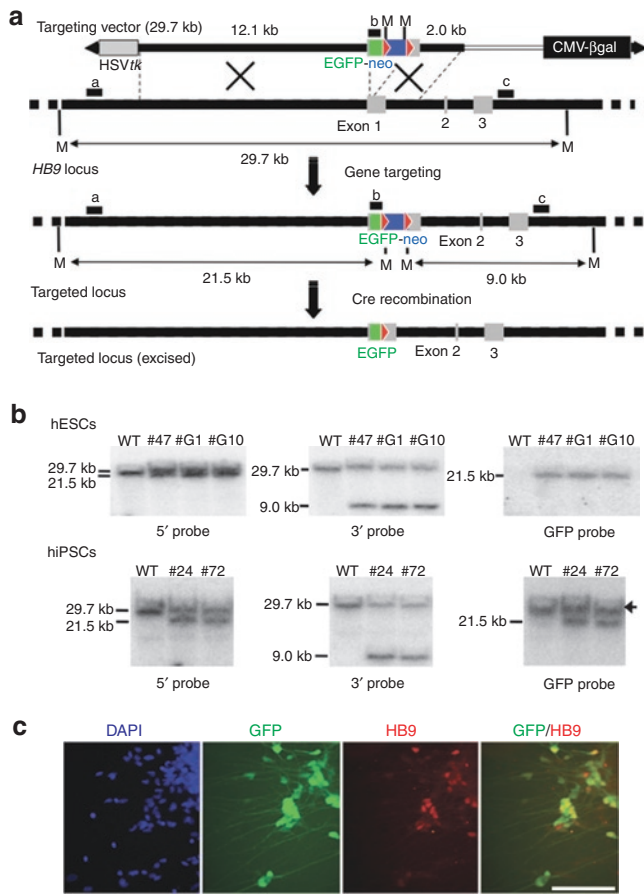 a
Targeting vector (29.7 kb)
12.1 kb
b
M
M
2.0 kb
HSVtk
EGFP-neo
CMV-βgal
a
c
Exon 1
2
3
M
M
29.7 kb
HB9 locus
Gene targeting
a
b
c
EGFP-neo
Exon 2
3
M
M
M
M
21.5 kb
9.0 kb
Targeted locus
Cre recombination
EGFP
Exon 2
3
Targeted locus (excised)
b
hESCs
WT #47 #G1 #G10
29.7 kb
21.5 kb
5′ probe
WT #47 #G1 #G10
29.7 kb
9.0 kb
3′ probe
WT #47 #G1 #G10
21.5 kb
GFP probe
hiPSCs
WT #24 #72
29.7 kb
21.5 kb
5′ probe
WT #24 #72
29.7 kb
9.0 kb
3′ probe
WT #24 #72
21.5 kb
GFP probe
c
DAPI
GFP
HB9
GFP/HB9